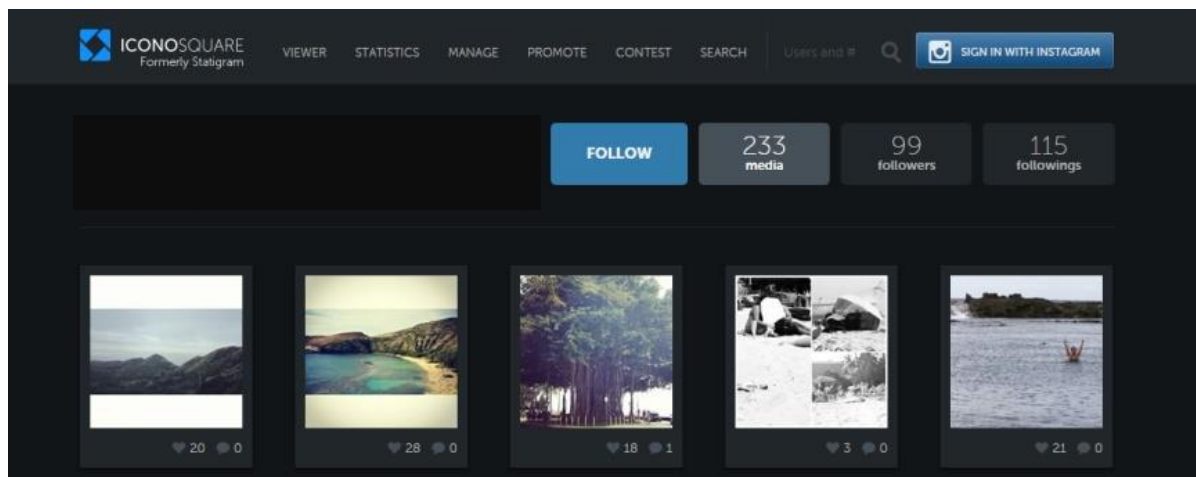 ICONOSQUARE
Formerly Statigram
VIEWER STATISTICS MANAGE PROMOTE CONTEST SEARCH Users and # SIGN IN WITH INSTAGRAM
FOLLOW
233
media
99
followers
115
followings
20 0
28 0
18 1
3 0
21 0